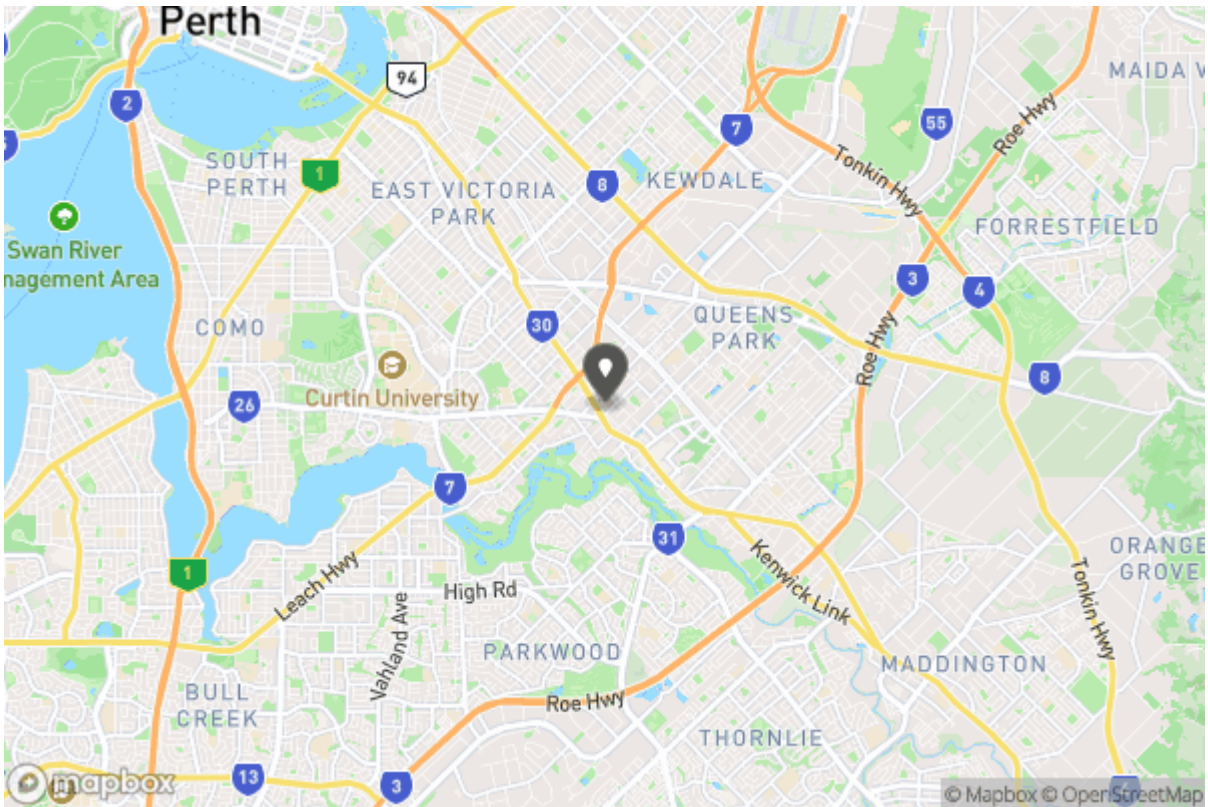 Perth
94
MAIDA V
2
55
Roe Hwy
7
SOUTH
PERTH
1
8
KEWDALE
Tonkin Hwy
EAST VICTORIA
PARK
FORRESTFIELD
Swan River
nagement Area
3
4
COMO
30
QUEENS
PARK
Roe Hwy
Curtin University
26
8
7
31
ORANGE
GROVE
1
Leach Hwy
High Rd
Kenwick Link
Tonkin Hwy
Vahland Ave
PARKWOOD
MADDINGTON
BULL
CREEK
Roe Hwy
THORNLIE
13
3
mapbox
© Mapbox © OpenStreetMap